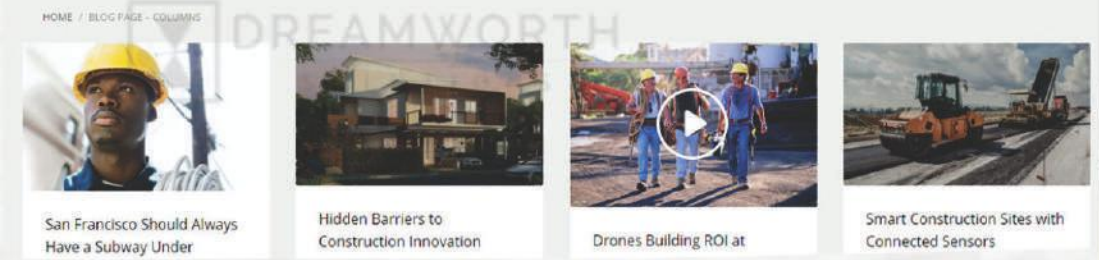 HOME / BLOG PAGE - COLUMNS
DREAMWORTH
San Francisco Should Always
Have a Subway Under
Hidden Barriers to
Construction Innovation
Drones Building ROI at
Smart Construction Sites with
Connected Sensors